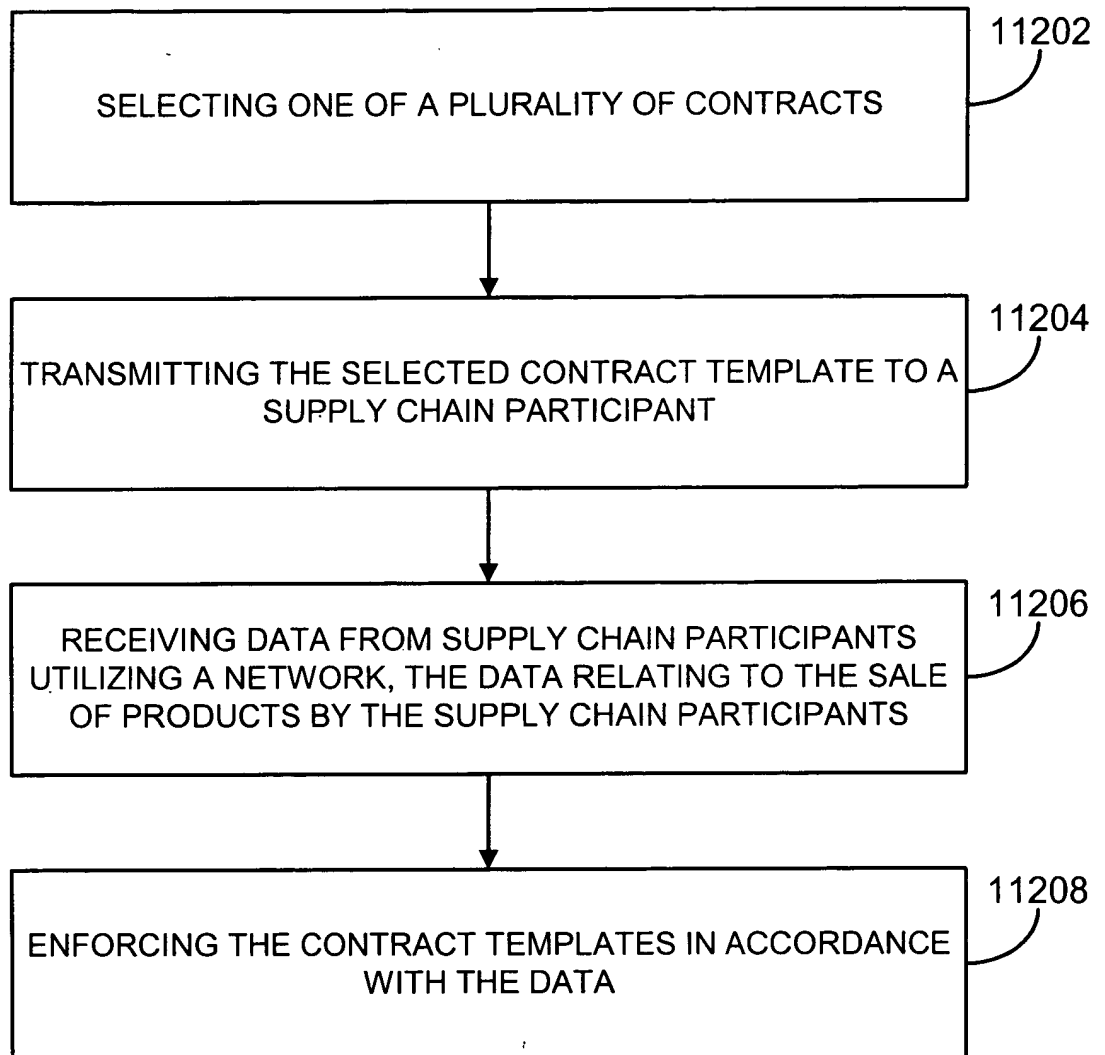 11202
SELECTING ONE OF A PLURALITY OF CONTRACTS
11204
TRANSMITTING THE SELECTED CONTRACT TEMPLATE TO A
SUPPLY CHAIN PARTICIPANT
11206
RECEIVING DATA FROM SUPPLY CHAIN PARTICIPANTS
UTILIZING A NETWORK, THE DATA RELATING TO THE SALE
OF PRODUCTS BY THE SUPPLY CHAIN PARTICIPANTS
11208
ENFORCING THE CONTRACT TEMPLATES IN ACCORDANCE
WITH THE DATA